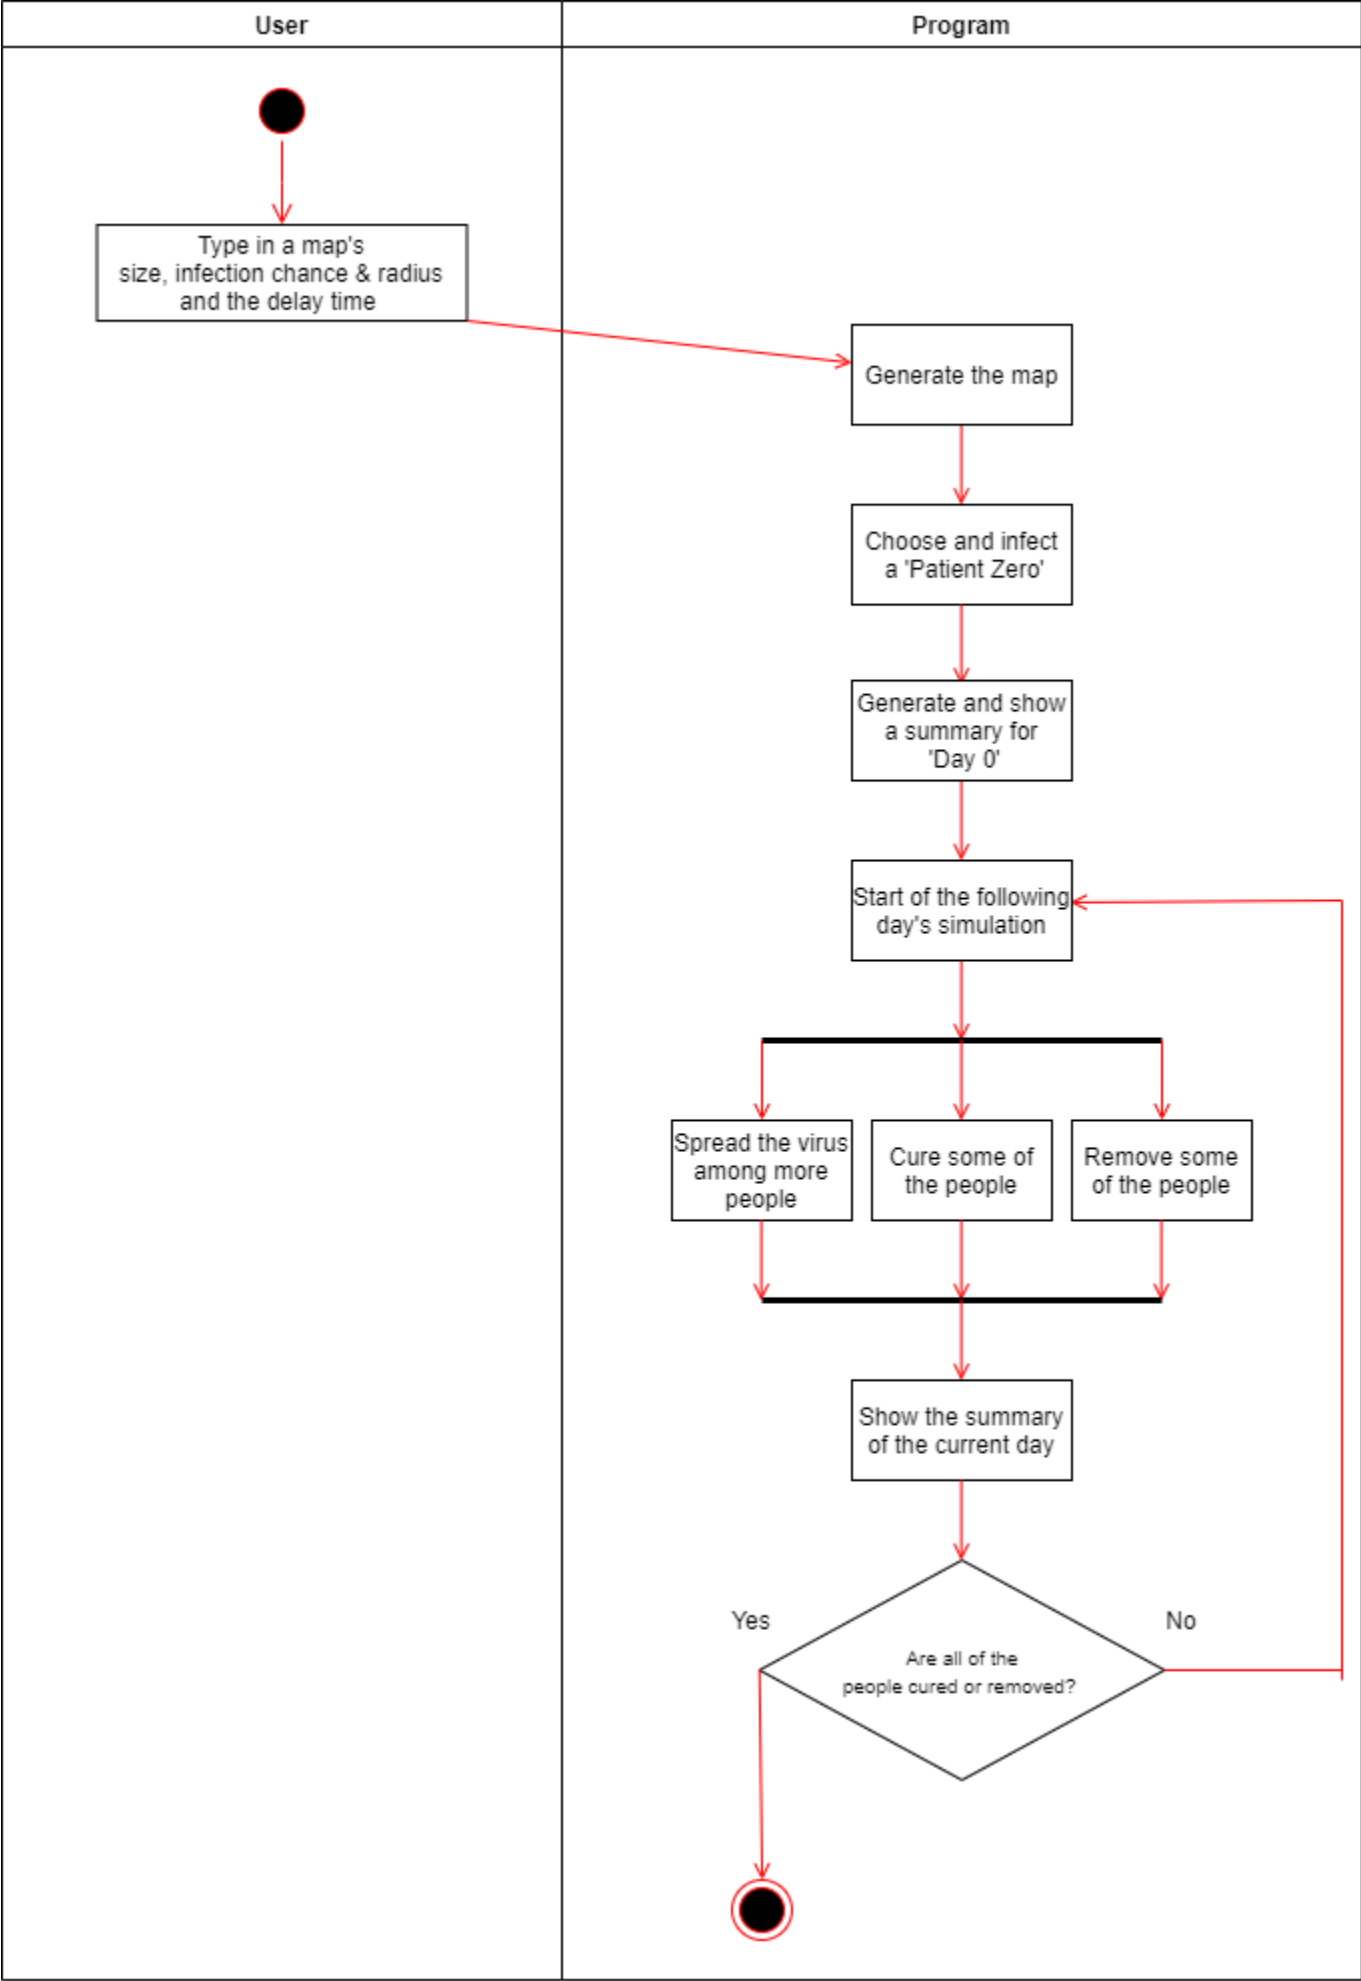 User
Program
Type in a map's
size, infection chance & radius
and the delay time
Generate the map
Choose and infect
a 'Patient Zero'
Generate and show
a summary for
'Day 0'
Start of the following
day's simulation
Spread the virus
among more
people
Cure some of
the people
Remove some
of the people
Show the summary
of the current day
Yes
No
Are all of the
people cured or removed?